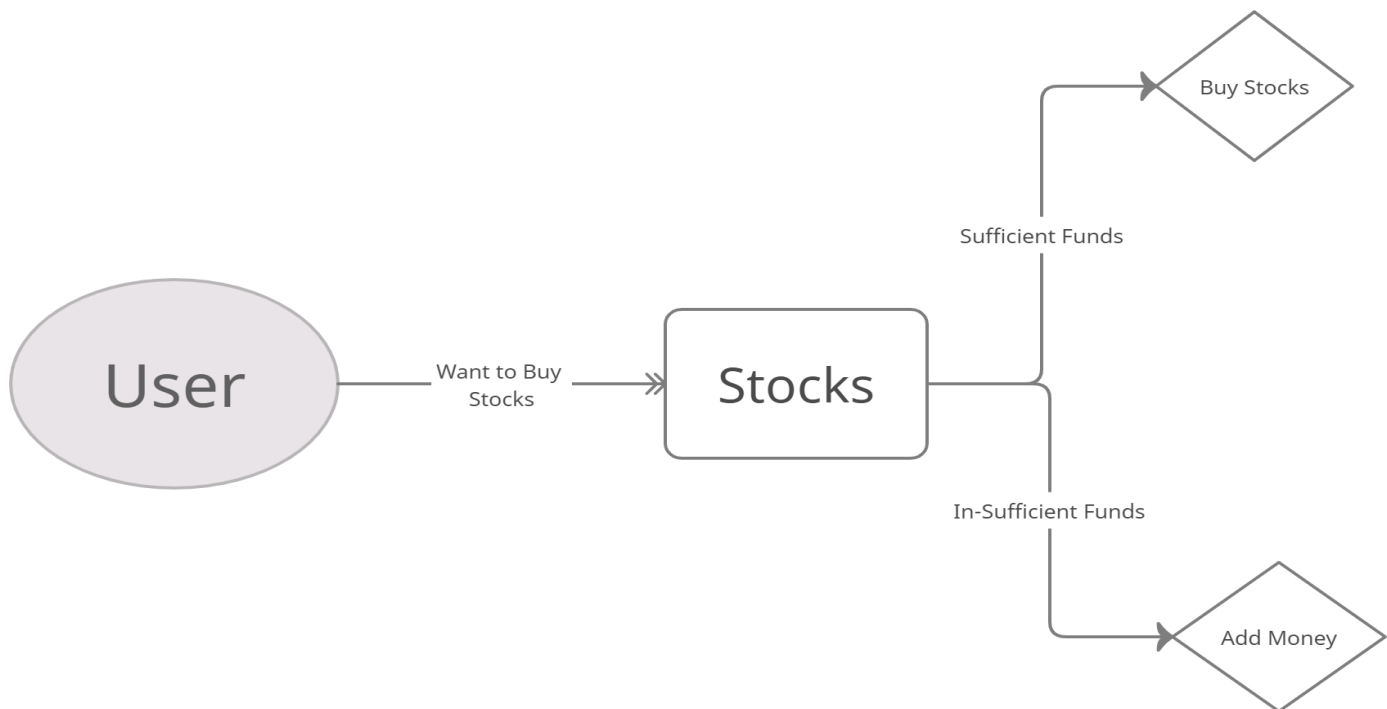 Buy Stocks
Sufficient Funds
User
Want to Buy
Stocks
Stocks
In-Sufficient Funds
Add Money